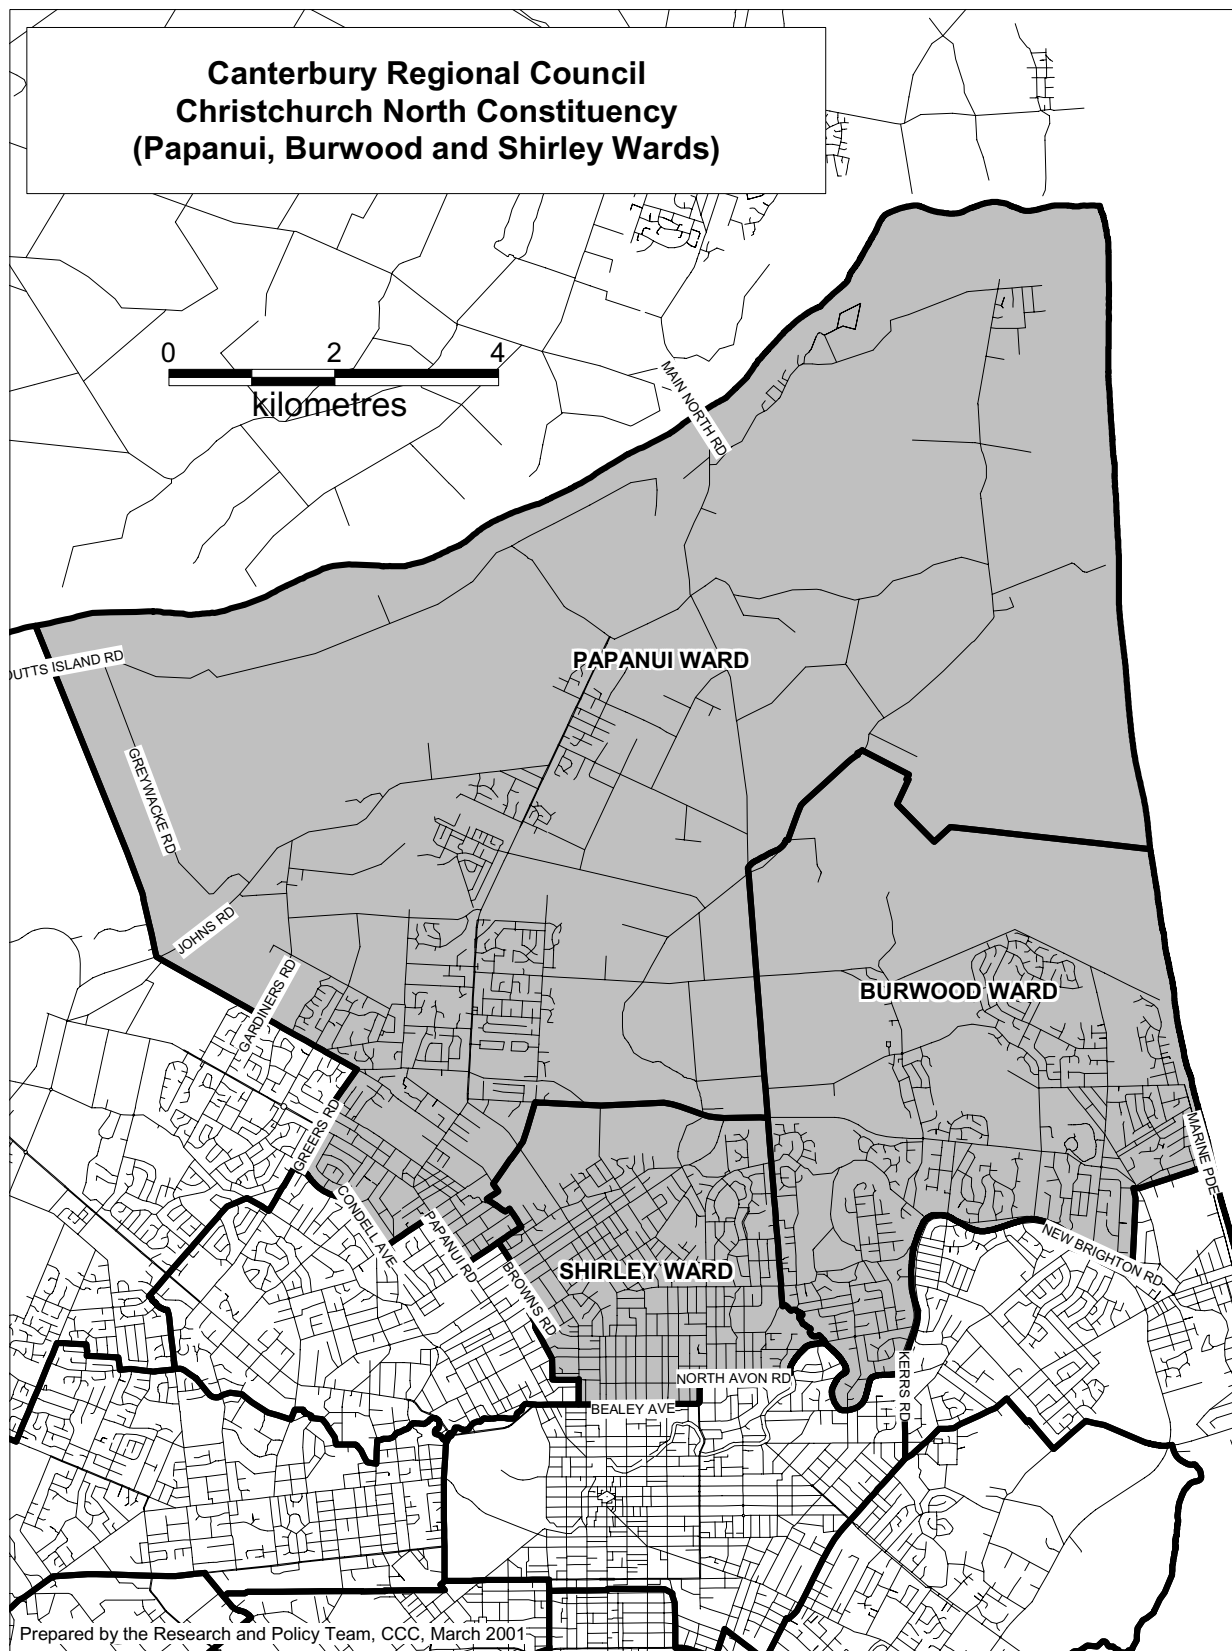 Canterbury Regional Council
Christchurch North Constituency
(Papanui, Burwood and Shirley Wards)
0 2 4
kilometres
MAIN NORTH RD
PAPANUI WARD
GREYWACKE RD
JOHNS RD
GARDINERS RD
BURWOOD WARD
GREERS RD
MARINE PDE
CONDELL AVE
PAPANUI RD
BROWNS RD
NEW BRIGHTON RD
SHIRLEY WARD
NORTH AVON RD
KERRS RD
BEALEY AVE
ISLAND RD
Prepared by the Research and Policy Team, CCC, March 2001